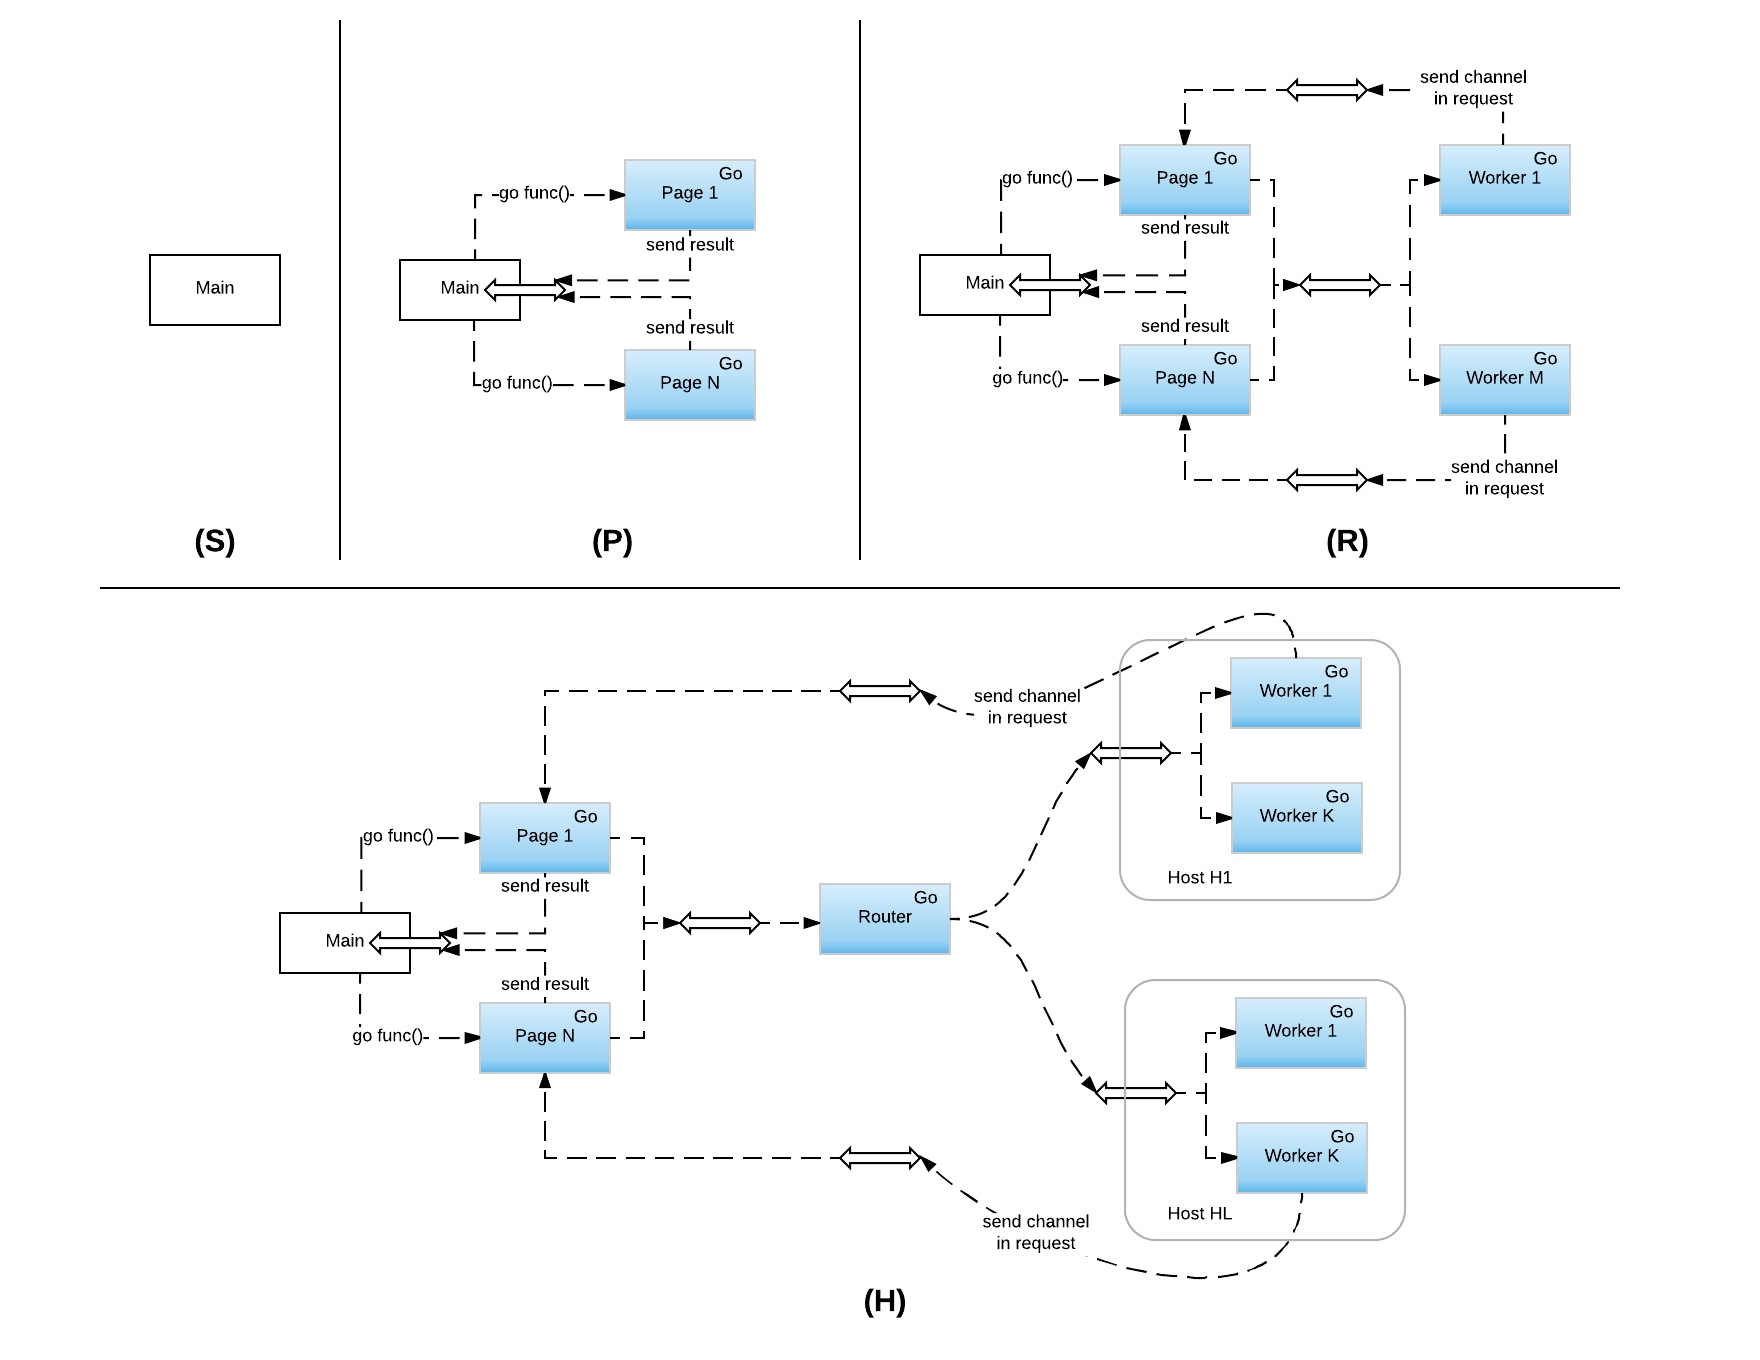 Main
(S)
go func()
Go
Page 1
send result
Main
send result
Go
Page N
go func()
(P)
send channel
in request
go func()
Go
Page 1
send result
Main
send result
Go
Page N
go func()
Go
Worker 1
Go
Worker M
send channel
in request
(R)
send channel
in request
Go
Worker 1
Go
Worker K
Host H1
go func()
Go
Page 1
send result
Main
send result
Go
Page N
go func()
Go
Router
Go
Worker 1
Go
Worker K
Host HL
send channel
in request
(H)